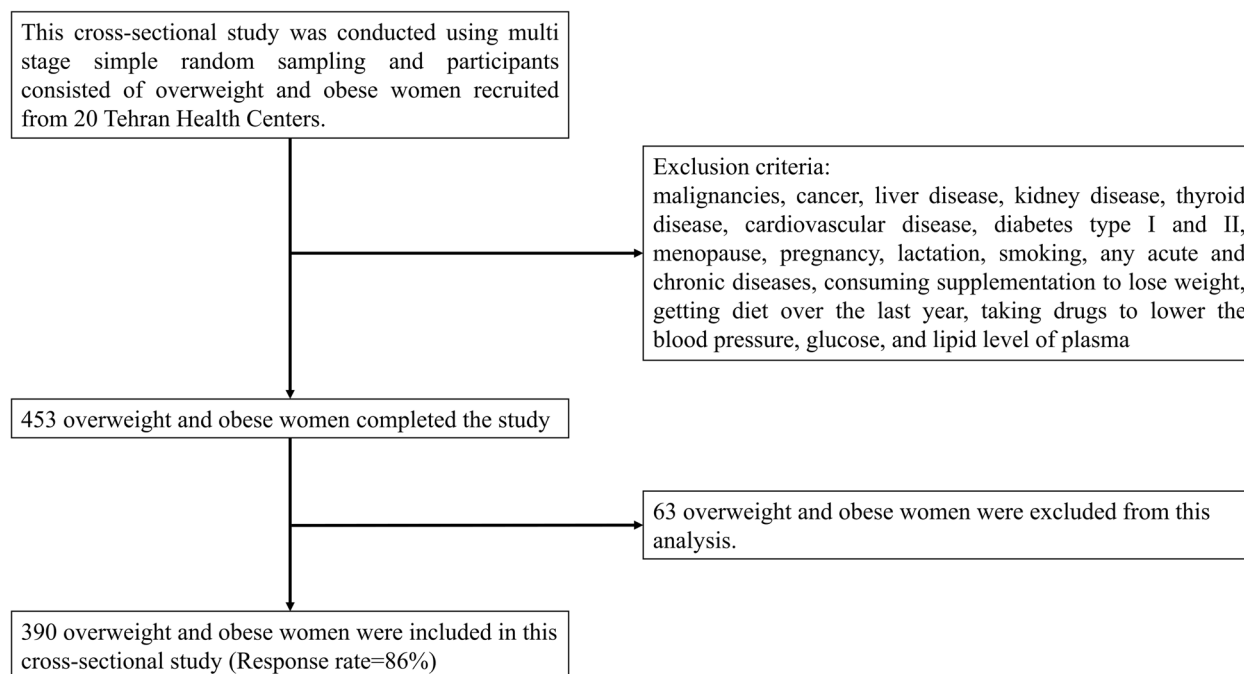 This cross-sectional study was conducted using multi
stage simple random sampling and participants
consisted of overweight and obese women recruited
from 20 Tehran Health Centers.
Exclusion criteria:
malignancies, cancer, liver disease, kidney disease, thyroid
disease, cardiovascular disease, diabetes type I and II,
menopause, pregnancy, lactation, smoking, any acute and
chronic diseases, consuming supplementation to lose weight,
getting diet over the last year, taking drugs to lower the
blood pressure, glucose, and lipid level of plasma
453 overweight and obese women completed the study
63 overweight and obese women were excluded from this
analysis.
390 overweight and obese women were included in this
cross-sectional study (Response rate=86%)